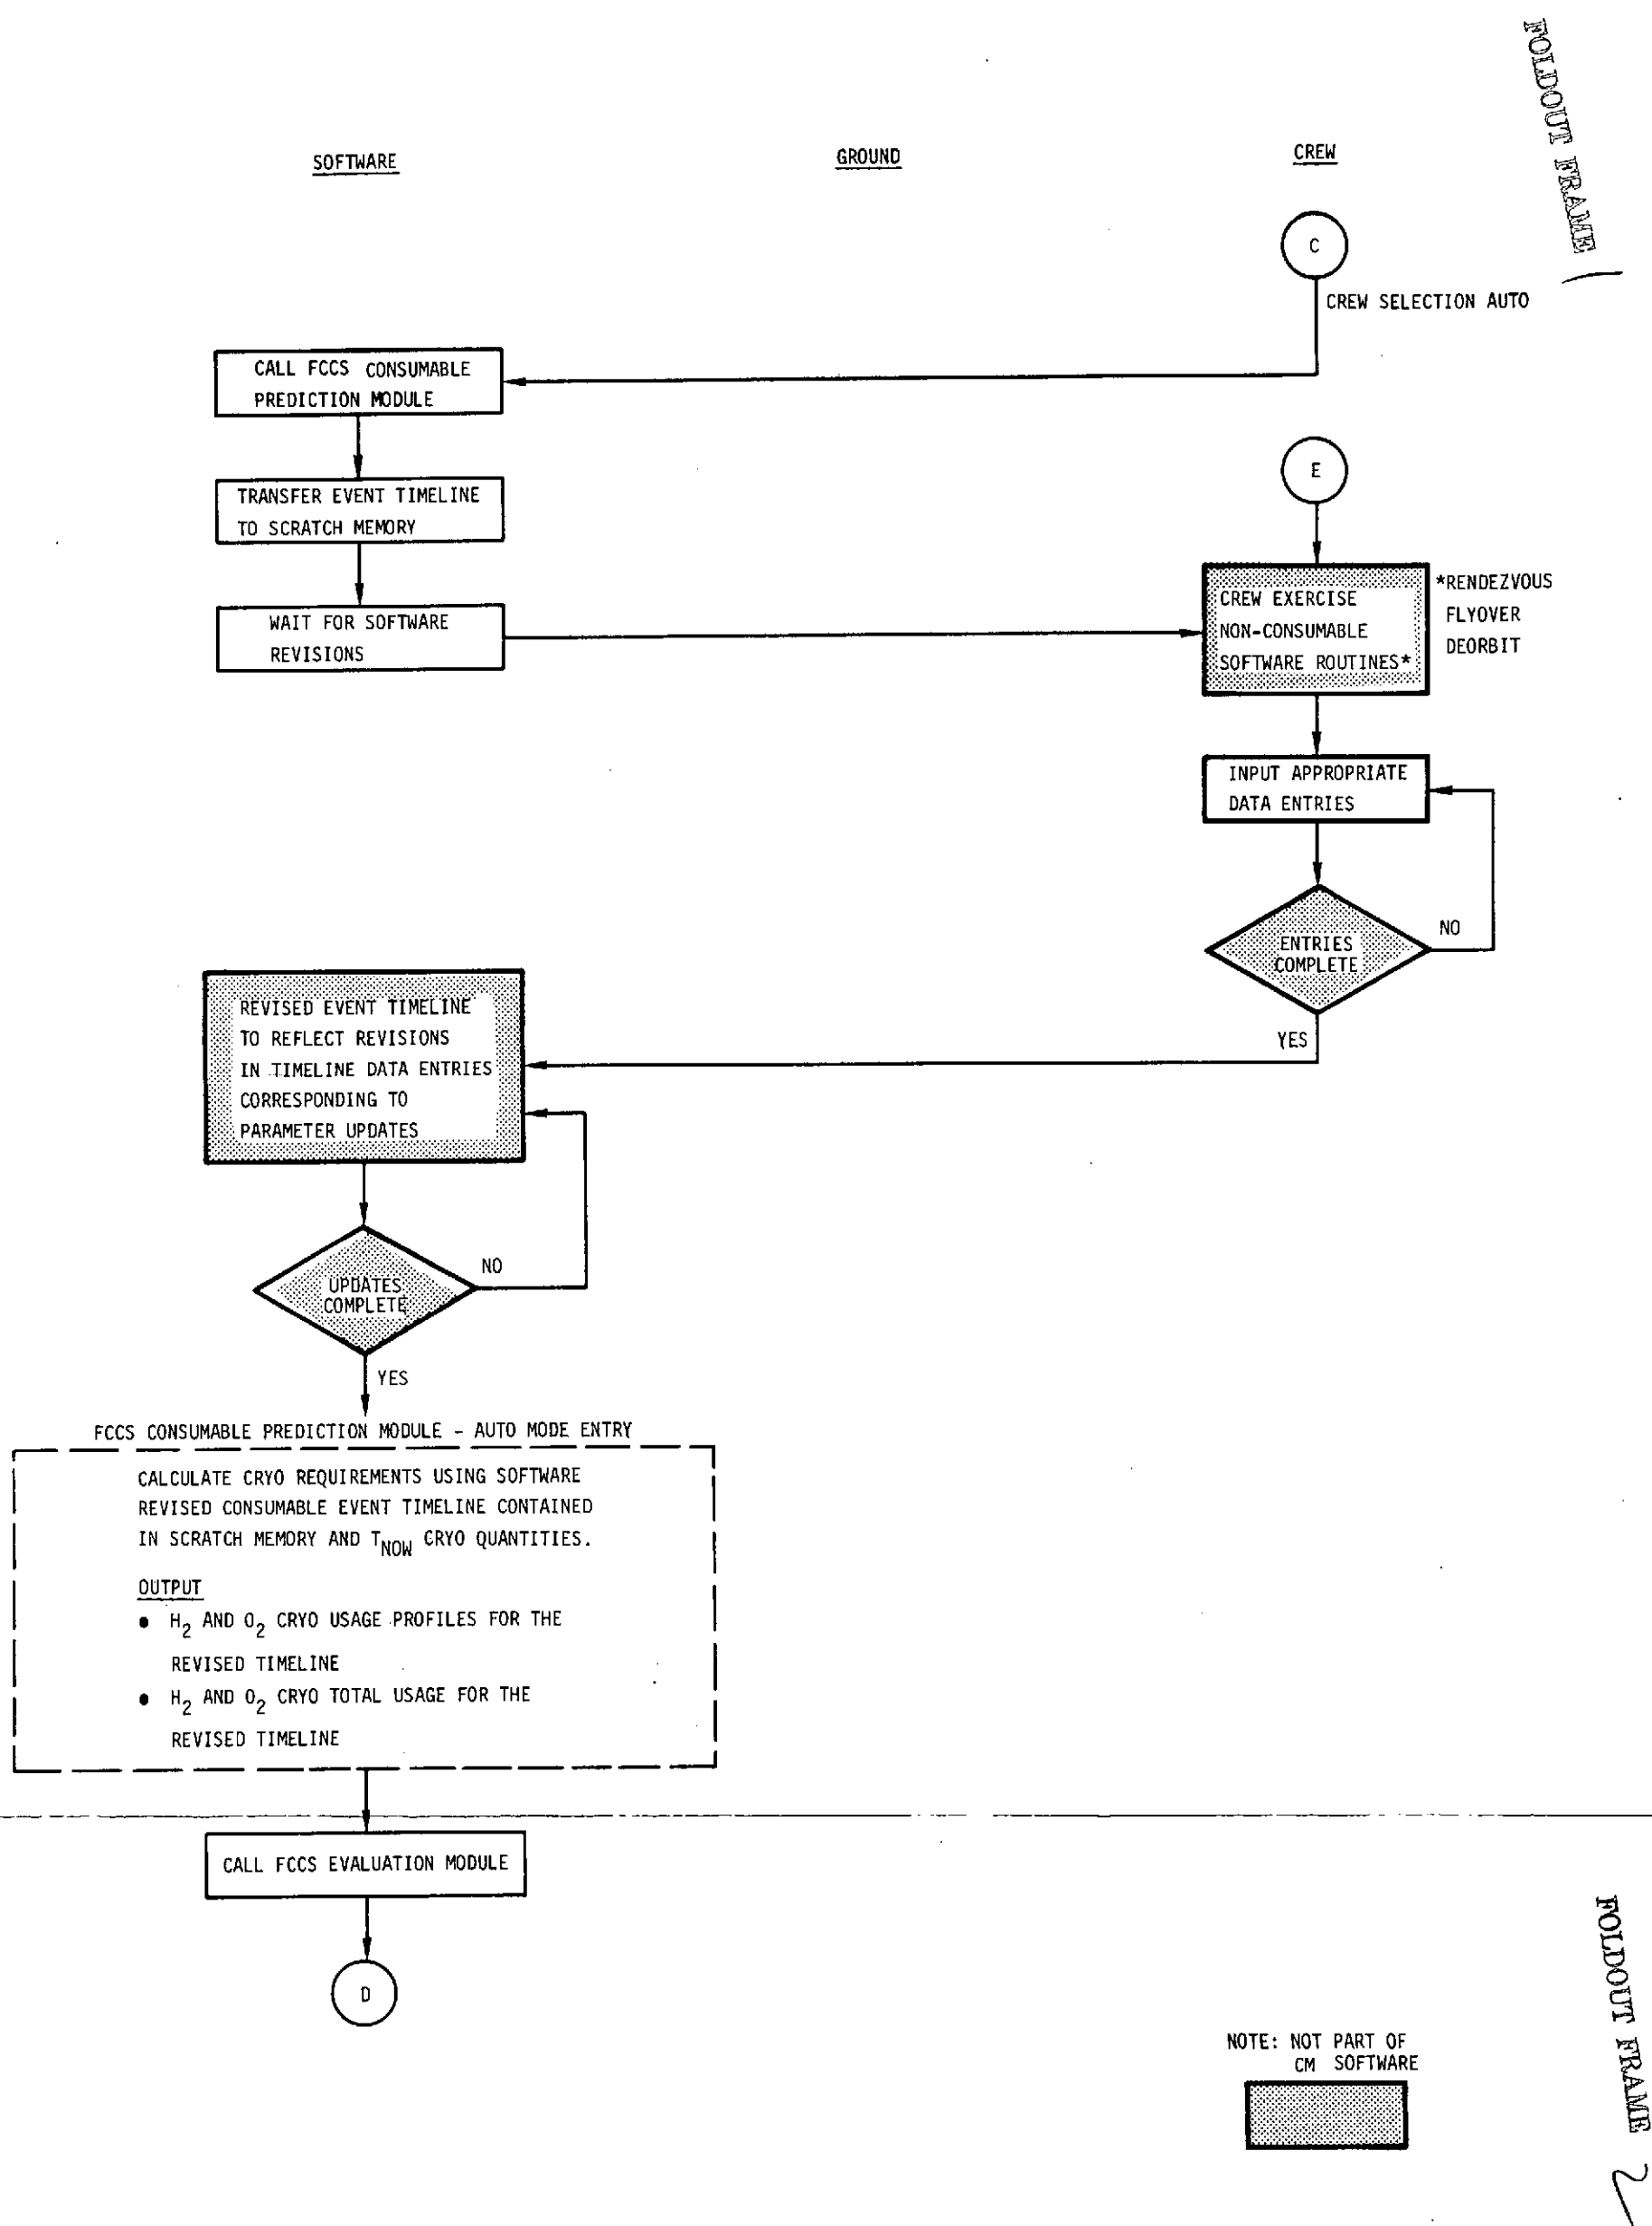 FOLDOUT FRAME 1
SOFTWARE
GROUND
CREW
C
CREW SELECTION AUTO
CALL FCCS CONSUMABLE
PREDICTION MODULE
E
TRANSFER EVENT TIMELINE
TO SCRATCH MEMORY
CREW EXERCISE
NON-CONSUMABLE
SOFTWARE ROUTINES*
*RENDEZVOUS
FLYOVER
DEORBIT
WAIT FOR SOFTWARE
REVISIONS
INPUT APPROPRIATE
DATA ENTRIES
ENTRIES
COMPLETE
NO
YES
REVISED EVENT TIMELINE
TO REFLECT REVISIONS
IN TIMELINE DATA ENTRIES
CORRESPONDING TO
PARAMETER UPDATES
UPDATES
COMPLETE
NO
YES
FCCS CONSUMABLE PREDICTION MODULE - AUTO MODE ENTRY
CALCULATE CRYO REQUIREMENTS USING SOFTWARE
REVISED CONSUMABLE EVENT TIMELINE CONTAINED
IN SCRATCH MEMORY AND TNOW CRYO QUANTITIES.
OUTPUT
● H2 AND O2 CRYO USAGE PROFILES FOR THE
REVISED TIMELINE
● H2 AND O2 CRYO TOTAL USAGE FOR THE
REVISED TIMELINE
CALL FCCS EVALUATION MODULE
D
NOTE: NOT PART OF
CM SOFTWARE
FOLDOUT FRAME 2